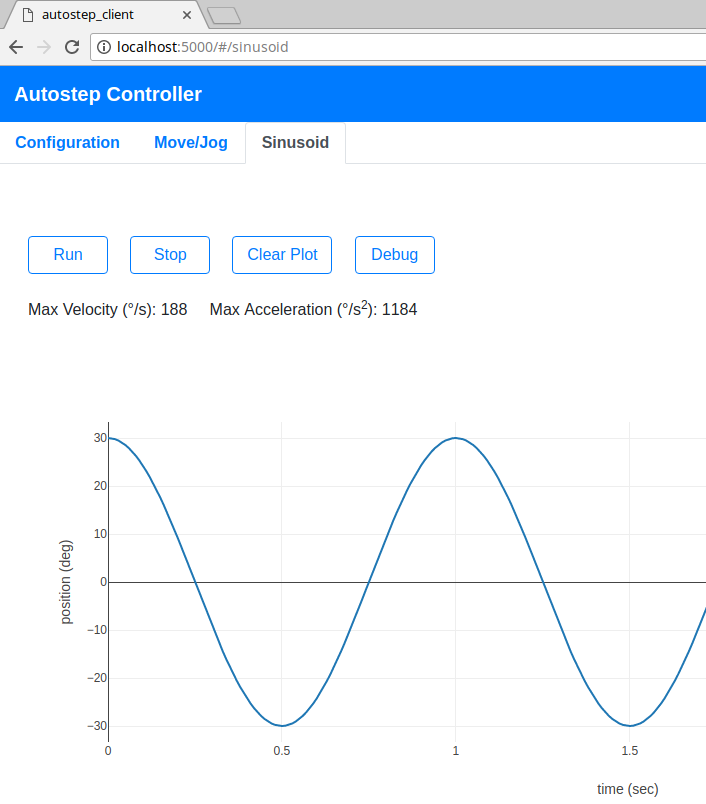 autostep_client
localhost:5000/#/sinusoid
Autostep Controller
Configuration Move/Jog Sinusoid
Run Stop Clear Plot Debug
Max Velocity (°/s): 188 Max Acceleration (°/s²): 1184
30
20
10
0
−10
−20
−30
position (deg)
0 0.5 1 1.5
time (sec)